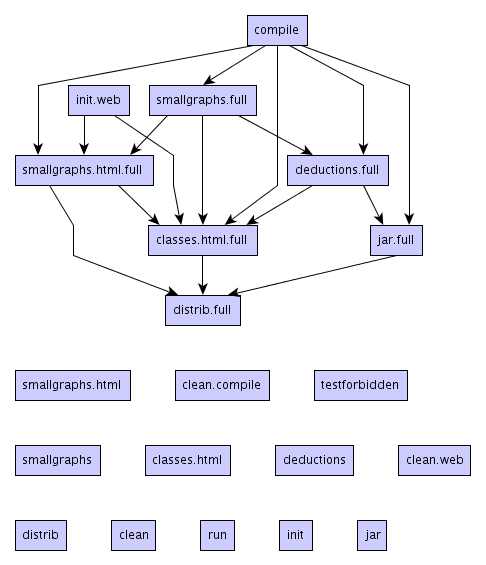 compile
init.web
smallgraphs.full
smallgraphs.html.full
deductions.full
classes.html.full
jar.full
distrib.full
smallgraphs.html
clean.compile
testforbidden
smallgraphs
classes.html
deductions
clean.web
distrib
clean
run
init
jar